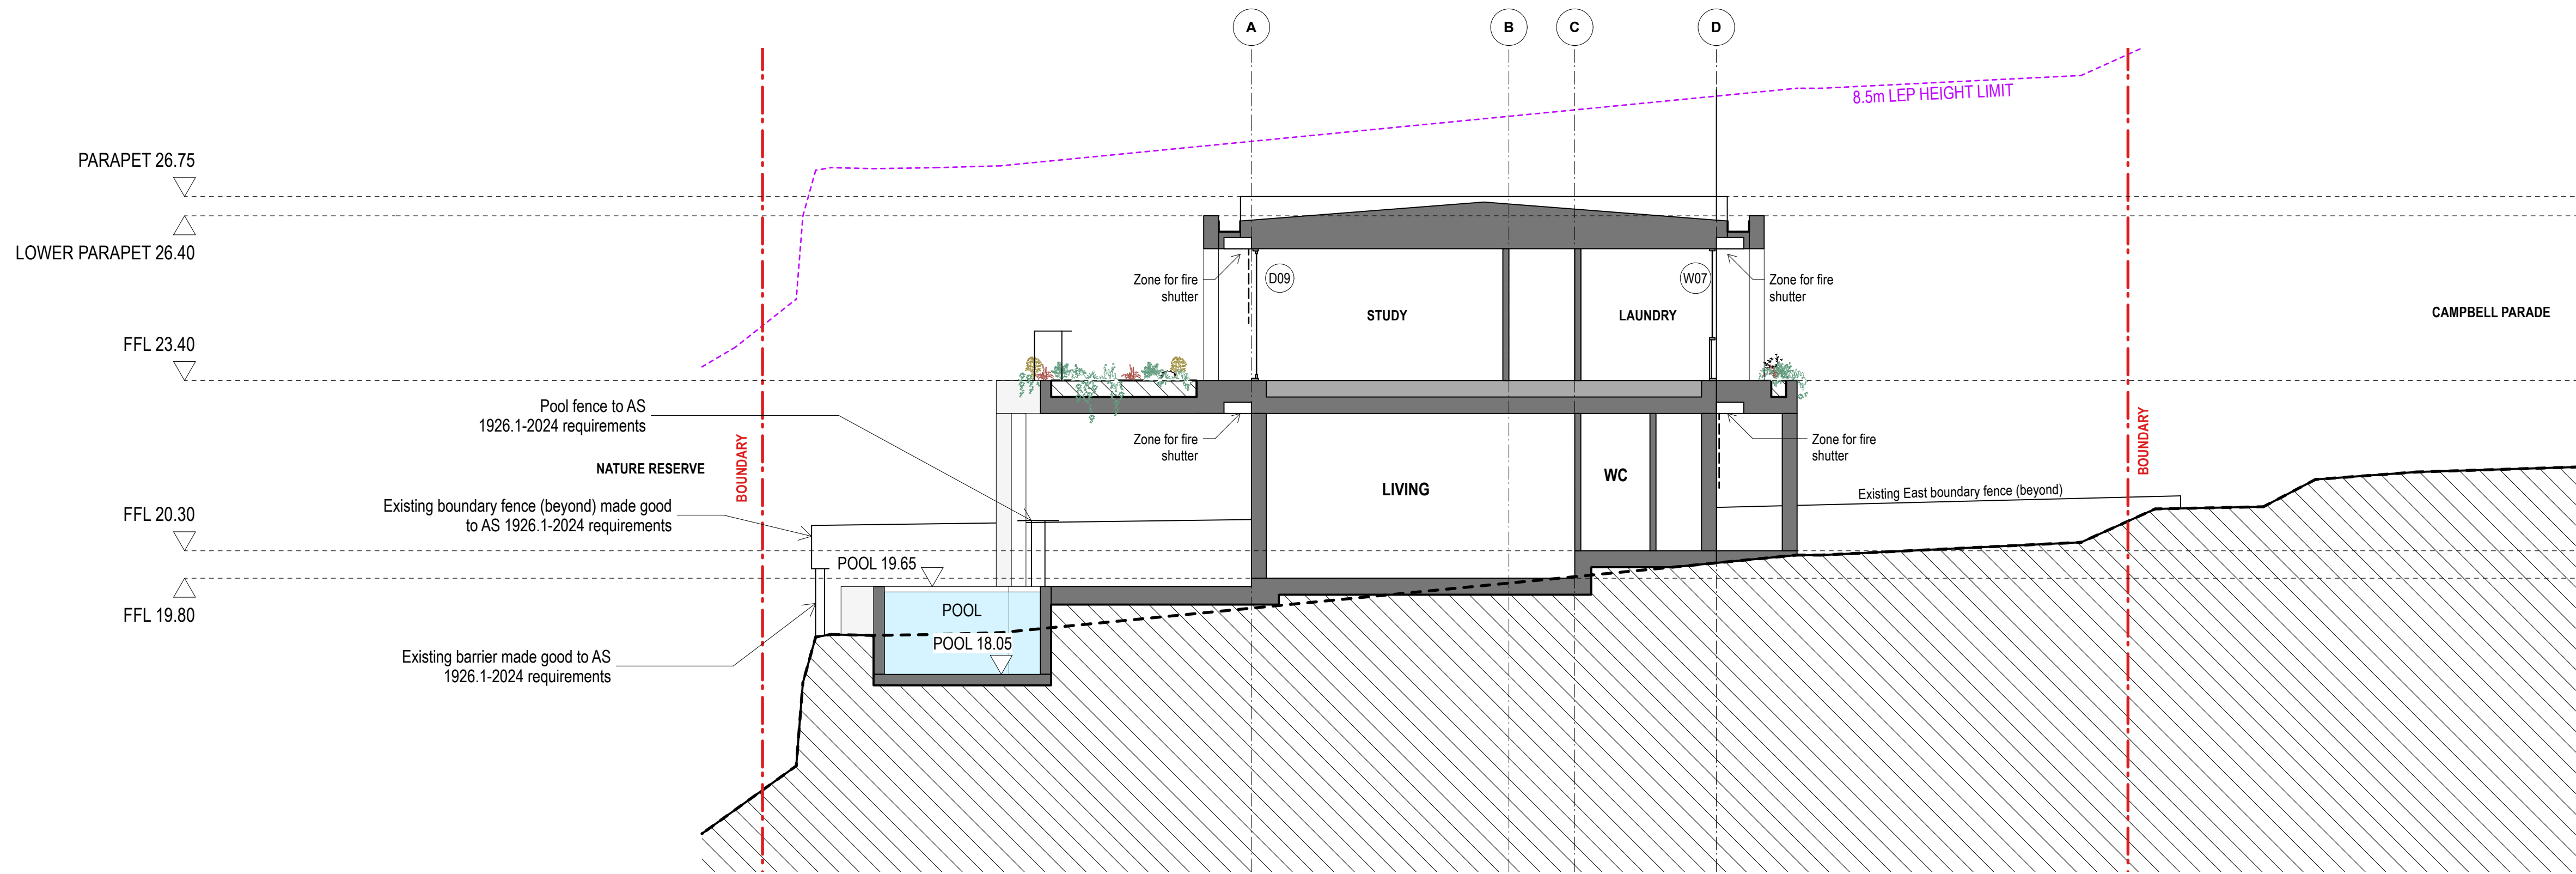 A
B
C
D
8.5m LEP HEIGHT LIMIT
PARAPET 26.75
LOWER PARAPET 26.40
Zone for fire
shutter
D09
W07
Zone for fire
shutter
STUDY
LAUNDRY
CAMPBELL PARADE
FFL 23.40
Pool fence to AS
1926.1-2024 requirements
Zone for fire
shutter
Zone for fire
shutter
BOUNDARY
BOUNDARY
NATURE RESERVE
WC
LIVING
Existing East boundary fence (beyond)
Existing boundary fence (beyond) made good
to AS 1926.1-2024 requirements
FFL 20.30
POOL 19.65
POOL
FFL 19.80
POOL 18.05
Existing barrier made good to AS
1926.1-2024 requirements